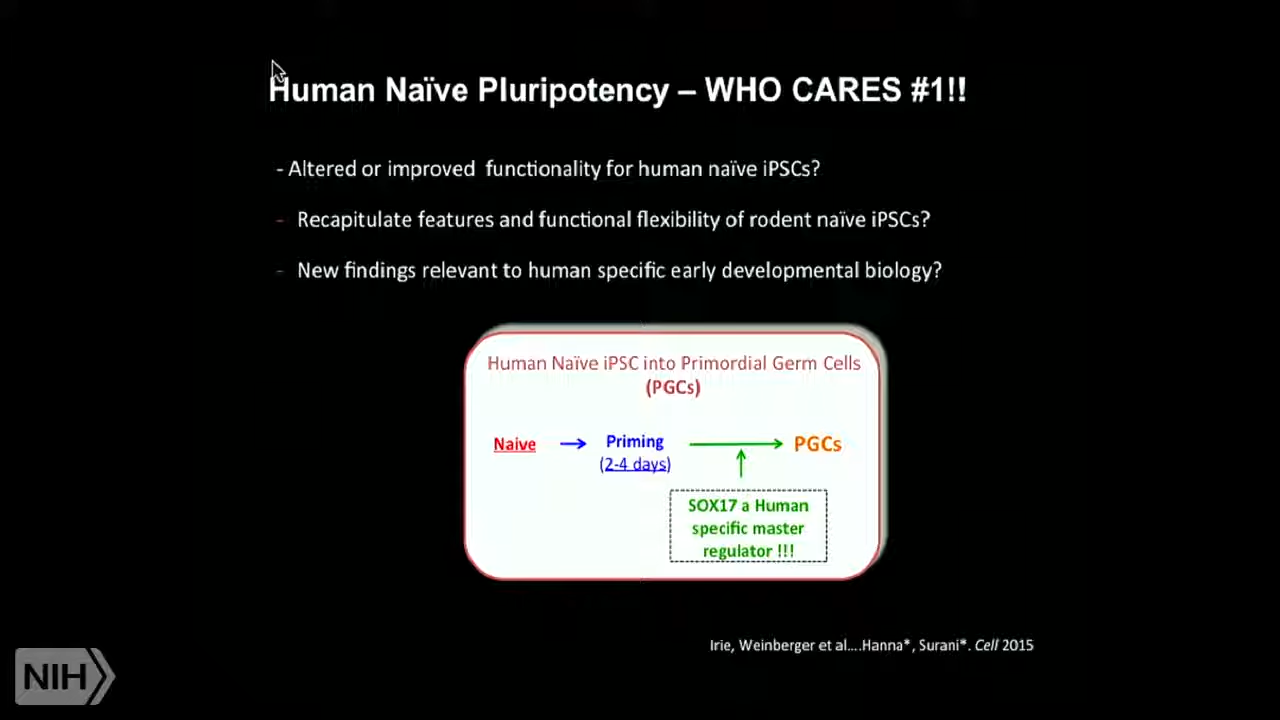 Human Naïve Pluripotency – WHO CARES #1!!
- Altered or improved functionality for human naïve iPSCs?
- Recapitulate features and functional flexibility of rodent naïve iPSCs?
- New findings relevant to human specific early developmental biology?
Human Naïve iPSC into Primordial Germ Cells
(PGCs)
Naive
Priming
(2-4 days)
PGCs
SOX17 a Human
specific master
regulator !!!
Irie, Weinberger et al....Hanna*, Surani*. Cell 2015
NIH